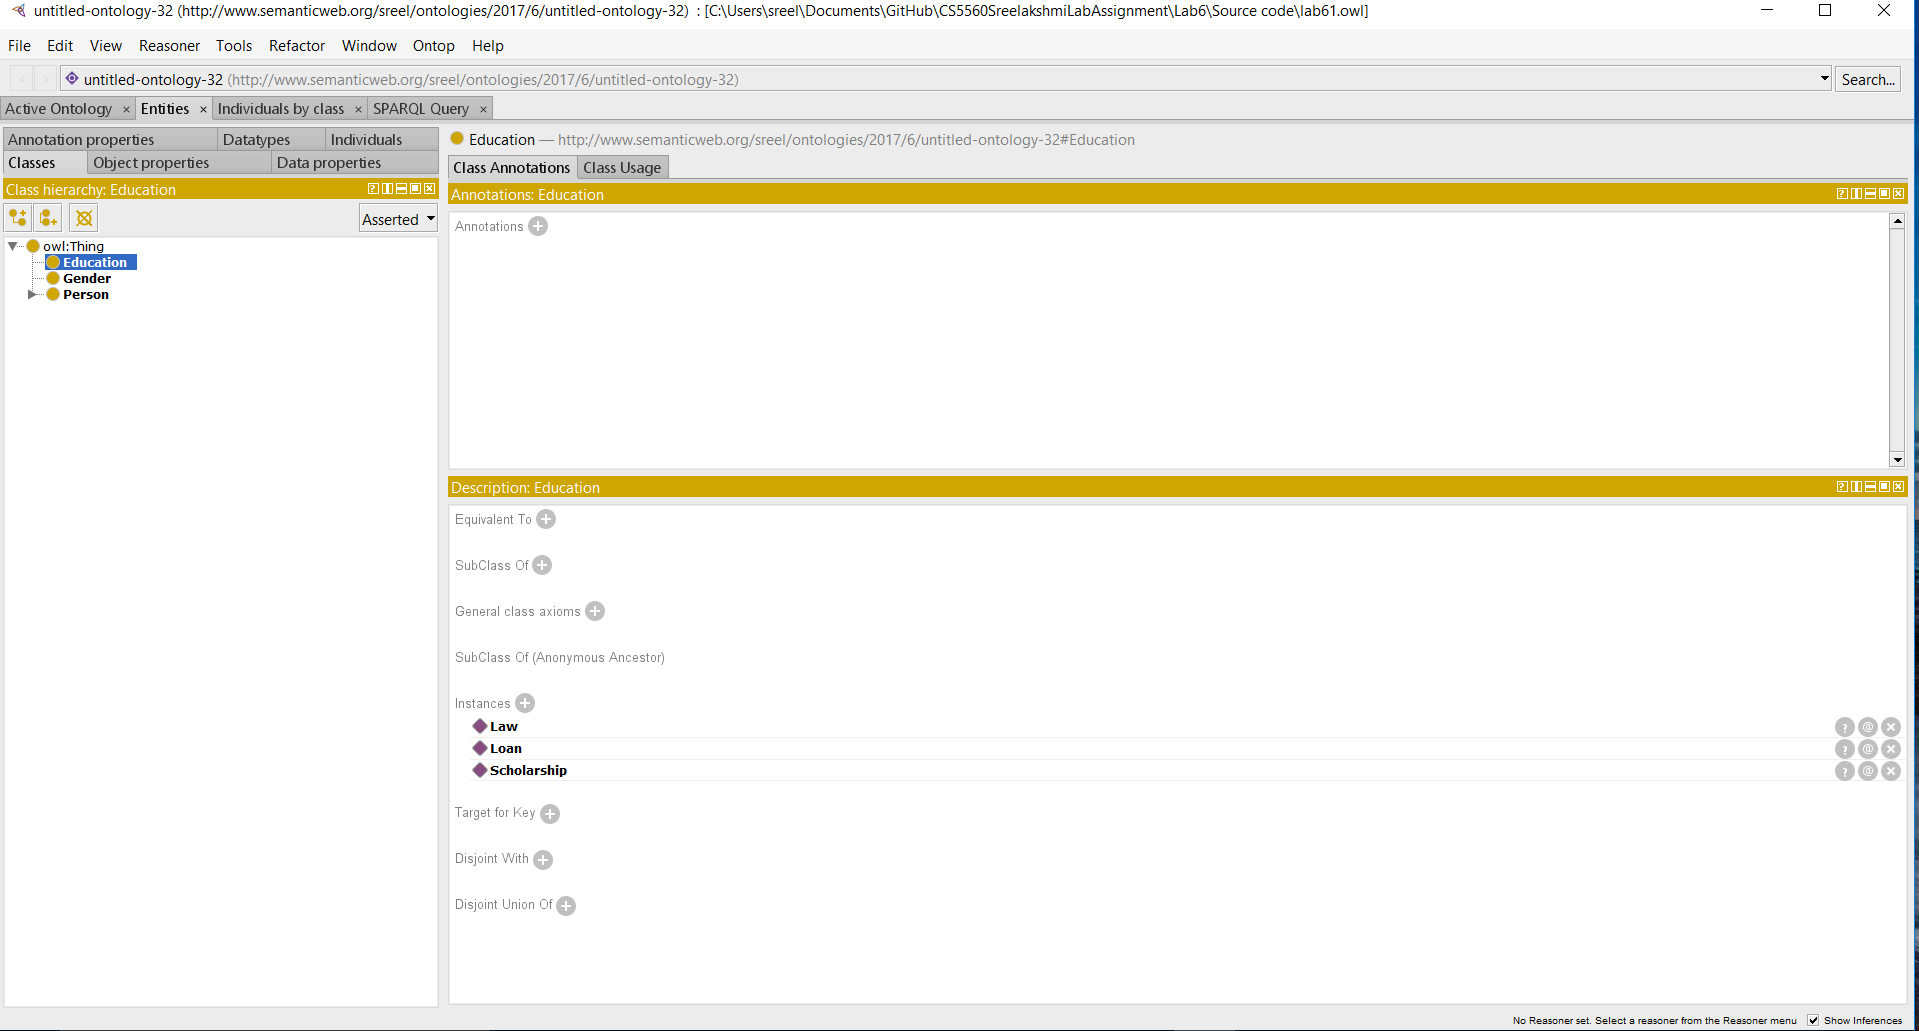 untitled-ontology-32 (http://www.semanticweb.org/sreel/ontologies/2017/6/untitled-ontology-32) : [C:\Users\sreel\Documents\GitHub\CS5560SreelakshmiLabAssignment\Lab6\Source code\lab61.owl]
File Edit View Reasoner Tools Refactor Window Ontop Help
untitled-ontology-32 (http://www.semanticweb.org/sreel/ontologies/2017/6/untitled-ontology-32) Search...
Active Ontology × Entities × Individuals by class × SPARQL Query ×
Annotation properties Datatypes Individuals
Classes Object properties Data properties
Class hierarchy: Education
Asserted
owl:Thing
Education
Gender
Person
Education — http://www.semanticweb.org/sreel/ontologies/2017/6/untitled-ontology-32#Education
Class Annotations Class Usage
Annotations: Education
Annotations
Description: Education
Equivalent To
SubClass Of
General class axioms
SubClass Of (Anonymous Ancestor)
Instances
Law
Loan
Scholarship
Target for Key
Disjoint With
Disjoint Union Of
No Reasoner set. Select a reasoner from the Reasoner menu Show Inferences